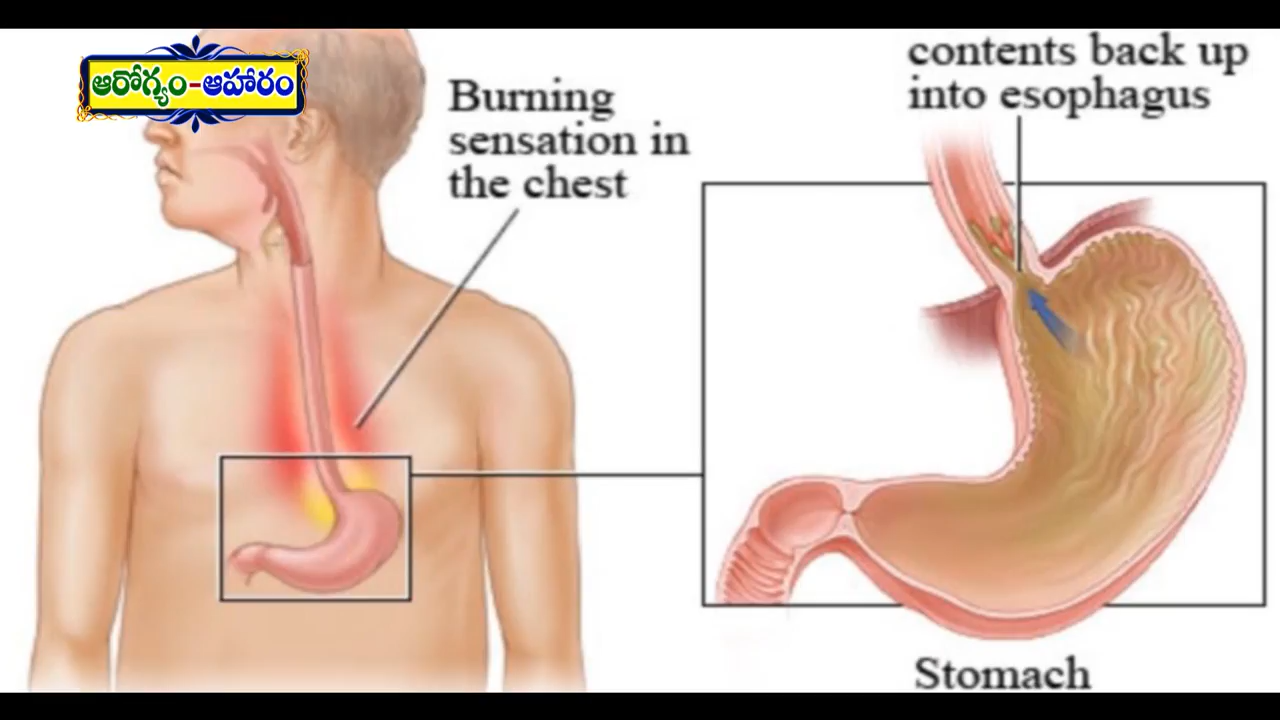 ఆరోగ్యం-ఆహారం
Burning
sensation in
the chest
contents back up
into esophagus
Stomach